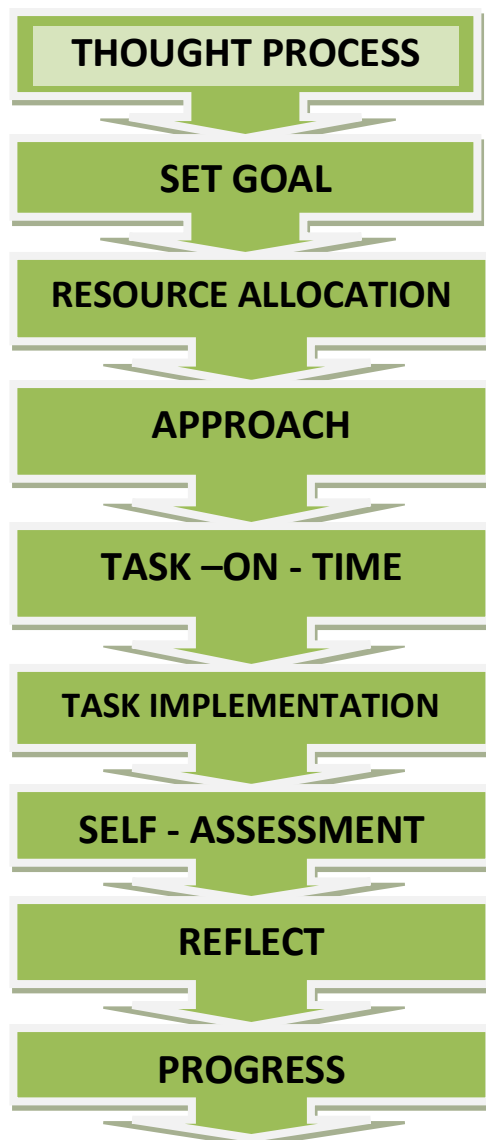 THOUGHT PROCESS
SET GOAL
RESOURCE ALLOCATION
APPROACH
TASK –ON - TIME
TASK IMPLEMENTATION
SELF - ASSESSMENT
REFLECT
PROGRESS